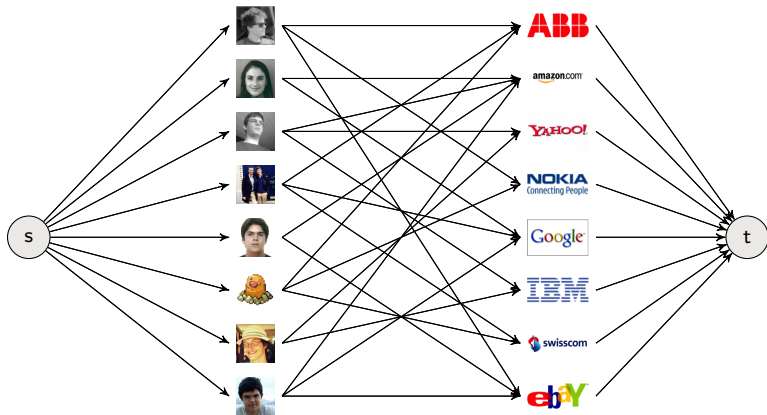 s
ABB
amazon.com
YAHOO!
NOKIA
Connecting People
Google
IBM
swisscom
ebaY
t